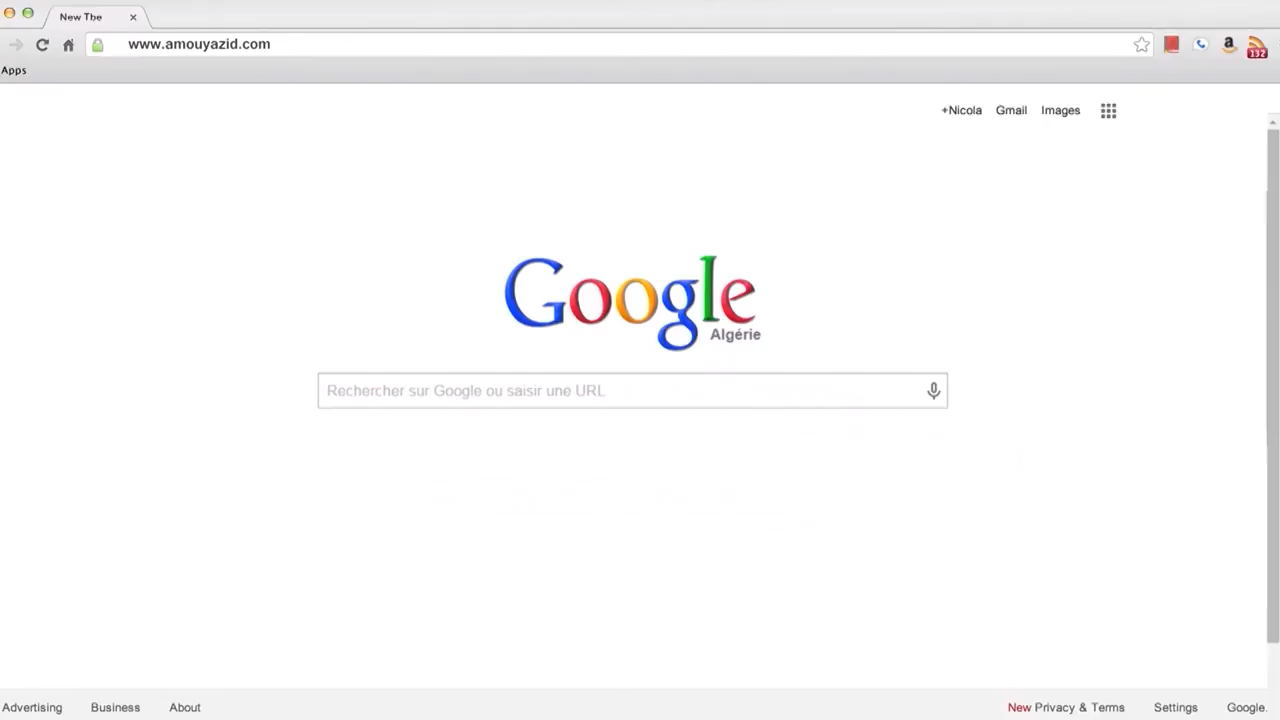 New Tbe
www.amouyazid.com
132
Apps
+Nicola Gmail Images
Google
Algérie
Rechercher sur Google ou saisir une URL
Advertising Business About New Privacy & Terms Settings Google.